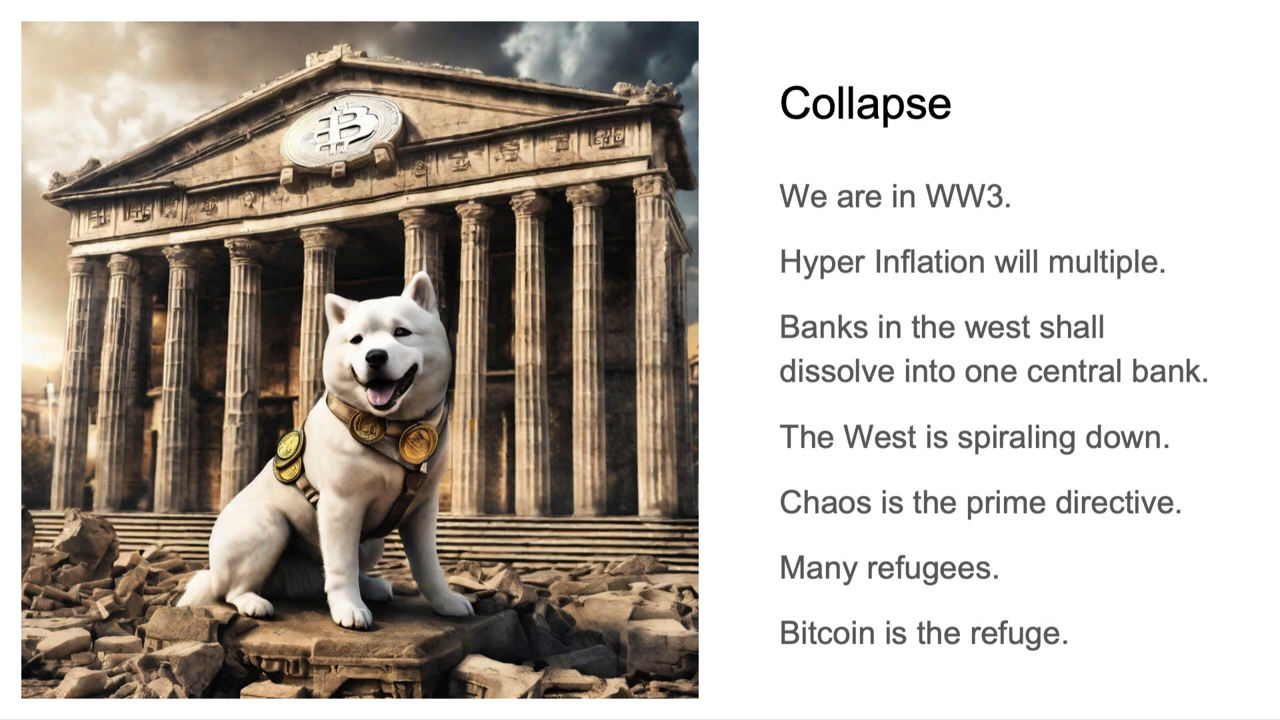 Collapse
We are in WW3.
Hyper Inflation will multiple.
Banks in the west shall
dissolve into one central bank.
The West is spiraling down.
Chaos is the prime directive.
Many refugees.
Bitcoin is the refuge.